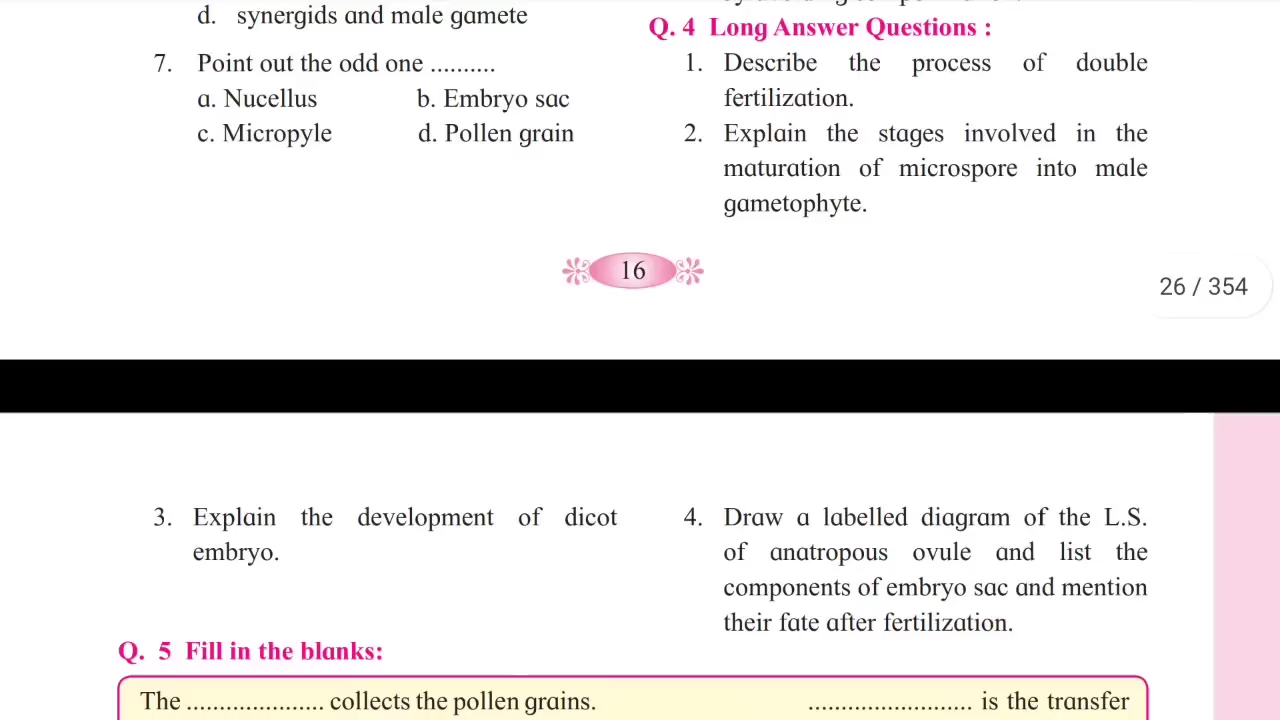 d. synergids and male gamete
7. Point out the odd one ..........
a. Nucellus b. Embryo sac
c. Micropyle d. Pollen grain
Q. 4 Long Answer Questions :
1. Describe the process of double
fertilization.
2. Explain the stages involved in the
maturation of microspore into male
gametophyte.
16
26 / 354
3. Explain the development of dicot
embryo.
4. Draw a labelled diagram of the L.S.
of anatropous ovule and list the
components of embryo sac and mention
their fate after fertilization.
Q. 5 Fill in the blanks:
The .................... collects the pollen grains.
........................ is the transfer